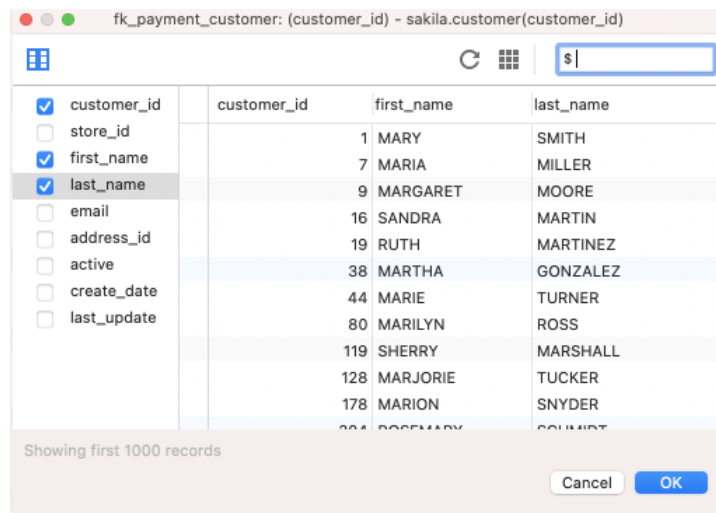 fk_payment_customer: (customer_id) - sakila.customer(customer_id)
$
customer_id
store_id
first_name
last_name
email
address_id
active
create_date
last_update
customer_id first_name last_name
1 MARY SMITH
7 MARIA MILLER
9 MARGARET MOORE
16 SANDRA MARTIN
19 RUTH MARTINEZ
38 MARTHA GONZALEZ
44 MARIE TURNER
80 MARILYN ROSS
119 SHERRY MARSHALL
128 MARJORIE TUCKER
178 MARION SNYDER
Showing first 1000 records
Cancel OK